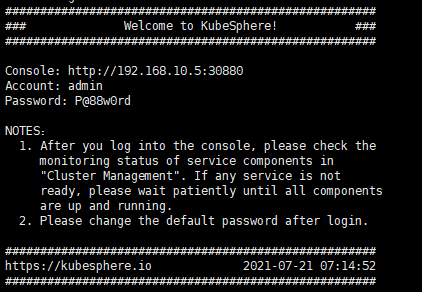 #####################################################
###              Welcome to KubeSphere!           ###
#####################################################
Console: http://192.168.10.5:30880
Account: admin
Password: P@88w0rd
NOTES:
  1. After you log into the console, please check the
     monitoring status of service components in
     "Cluster Management". If any service is not
     ready, please wait patiently until all components
     are up and running.
  2. Please change the default password after login.
#####################################################
https://kubesphere.io             2021-07-21 07:14:52
#####################################################